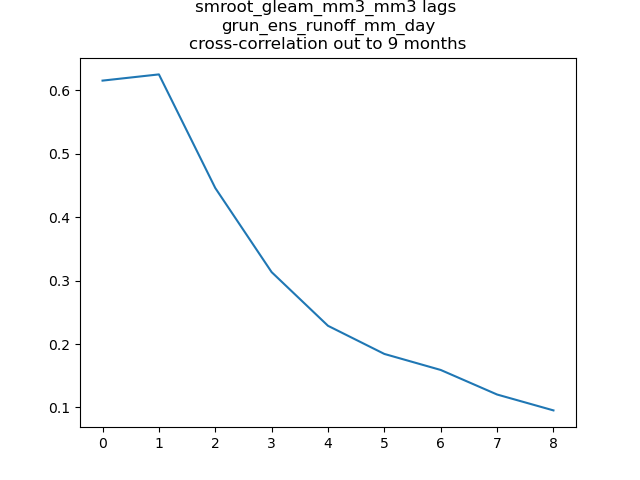 smroot_gleam_mm3_mm3 lags
grun_ens_runoff_mm_day
cross-correlation out to 9 months
0.6
0.5
0.4
0.3
0.2
0.1
0 1 2 3 4 5 6 7 8